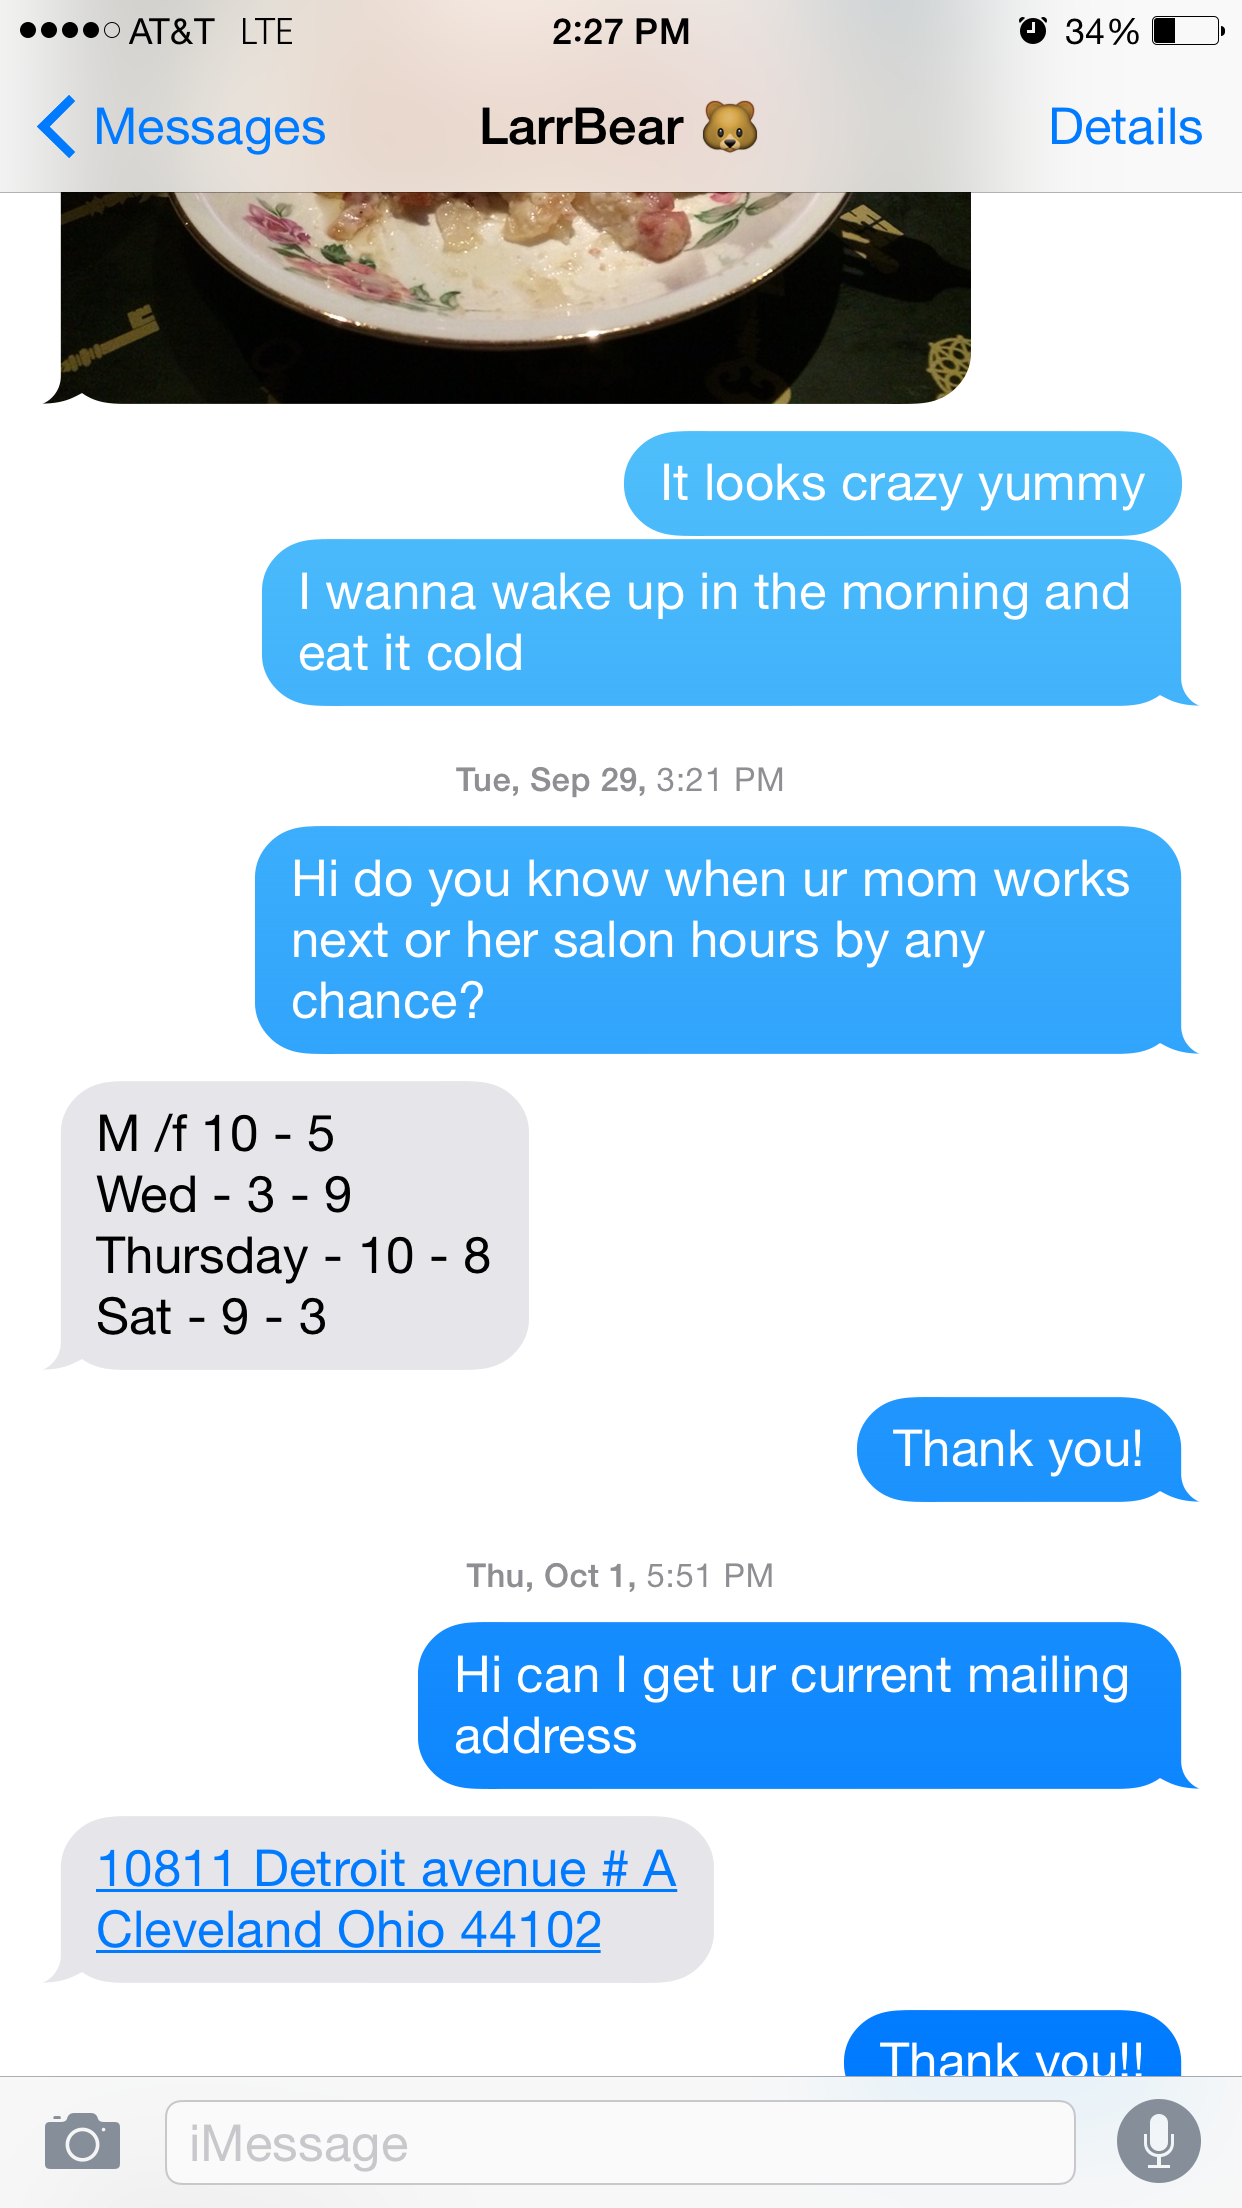 AT&T LTE 2:27 PM 34%
Messages LarrBear Details
It looks crazy yummy
I wanna wake up in the morning and
eat it cold
Tue, Sep 29, 3:21 PM
Hi do you know when ur mom works
next or her salon hours by any
chance?
M /f 10 - 5
Wed - 3 - 9
Thursday - 10 - 8
Sat - 9 - 3
Thank you!
Thu, Oct 1, 5:51 PM
Hi can I get ur current mailing
address
10811 Detroit avenue # A
Cleveland Ohio 44102
Thank you!!
iMessage